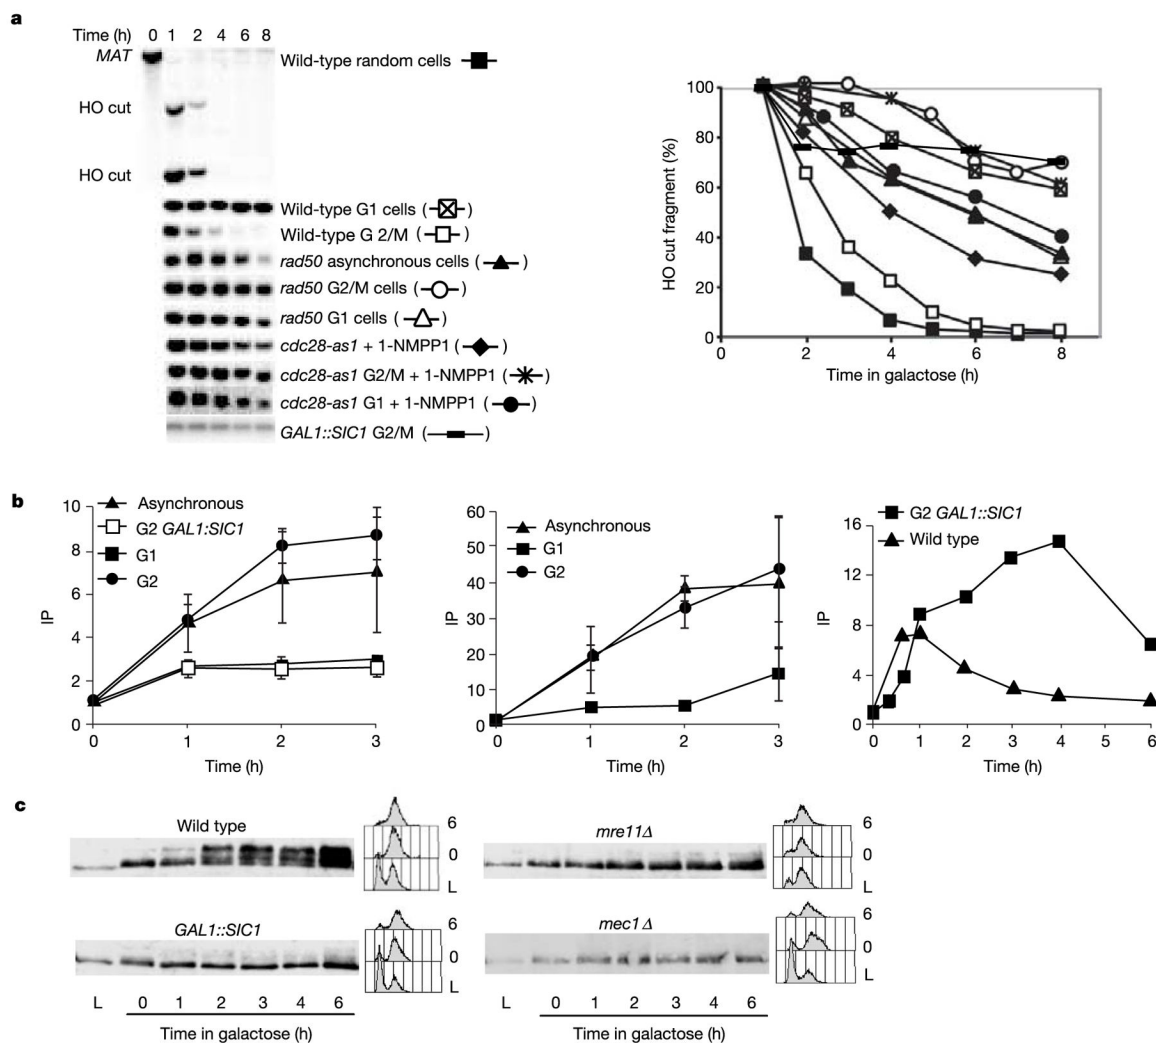 a
Time (h) 0 1 2 4 6 8
MAT
Wild-type random cells
HO cut
HO cut
Wild-type G1 cells ( )
Wild-type G 2/M ( )
rad50 asynchronous cells ( )
rad50 G2/M cells ( )
rad50 G1 cells ( )
cdc28-as1 + 1-NMPP1 ( )
cdc28-as1 G2/M + 1-NMPP1 ( )
cdc28-as1 G1 + 1-NMPP1 ( )
GAL1::SIC1 G2/M ( )
HO cut fragment (%)
100
80
60
40
20
0
2 4 6 8
Time in galactose (h)
b
Asynchronous
G2 GAL1::SIC1
G1
G2
IP
10
8
6
4
2
0
0 1 2 3
Time (h)
Asynchronous
G1
G2
IP
60
50
40
30
20
10
0
0 1 2 3
Time (h)
G2 GAL1::SIC1
Wild type
IP
16
12
8
4
0
0 1 2 3 4 5 6
Time (h)
c
Wild type
6
0
L
mre11Δ
6
0
L
GAL1::SIC1
6
0
L
mec1Δ
6
0
L
L 0 1 2 3 4 6
Time in galactose (h)
L 0 1 2 3 4 6
Time in galactose (h)